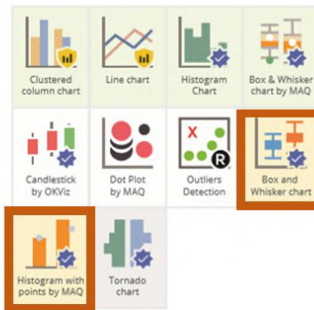 Clustered
column chart
Line chart
Histogram
Chart
Box & Whisker
chart by MAQ
Candlestick
by OKViz
Dot Plot
by MAQ
X
R
Outliers
Detection
Box and
Whisker chart
Histogram with
points by MAQ
Tornado
chart